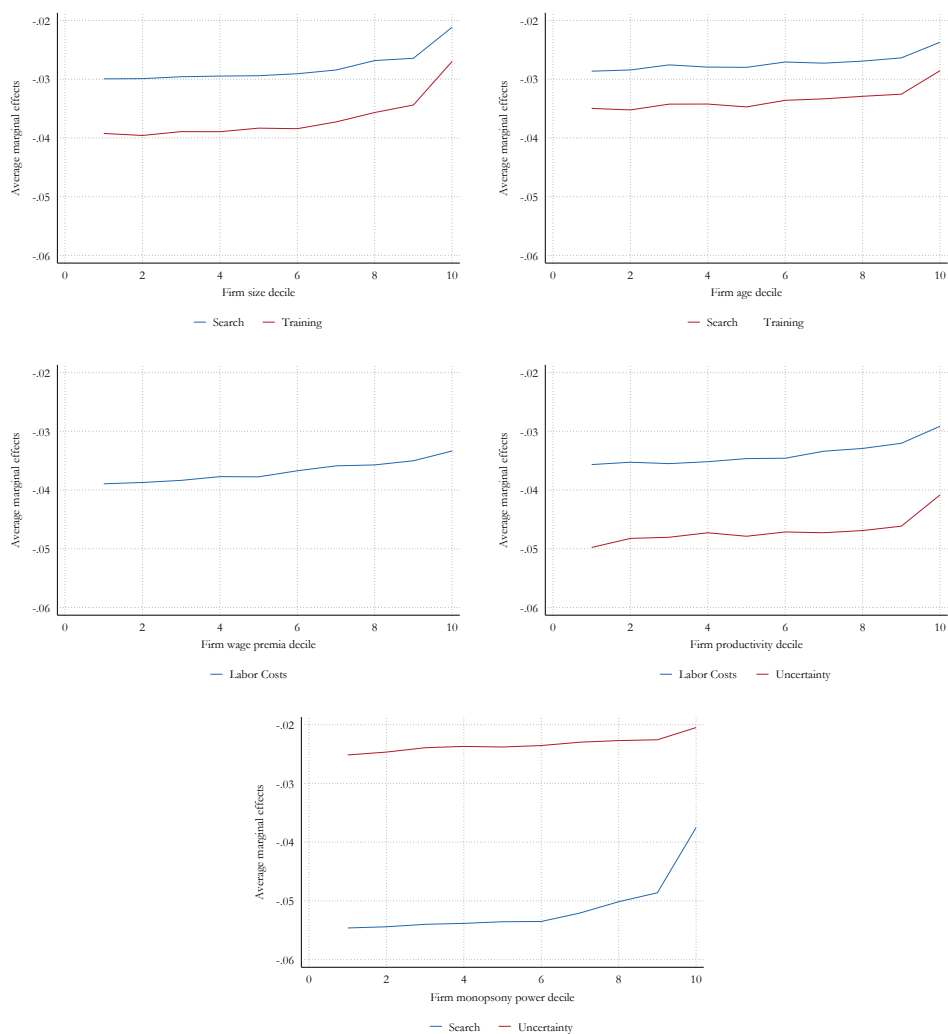 Average marginal effects
-.02
-.03
-.04
-.05
-.06
0 2 4 6 8 10
Firm size decile
Search Training
Average marginal effects
-.02
-.03
-.04
-.05
-.06
0 2 4 6 8 10
Firm age decile
Search Training
Average marginal effects
-.02
-.03
-.04
-.05
-.06
0 2 4 6 8 10
Firm wage premia decile
Labor Costs
Average marginal effects
-.02
-.03
-.04
-.05
-.06
0 2 4 6 8 10
Firm productivity decile
Labor Costs Uncertainty
Average marginal effects
-.02
-.03
-.04
-.05
-.06
0 2 4 6 8 10
Firm monopsony power decile
Search Uncertainty